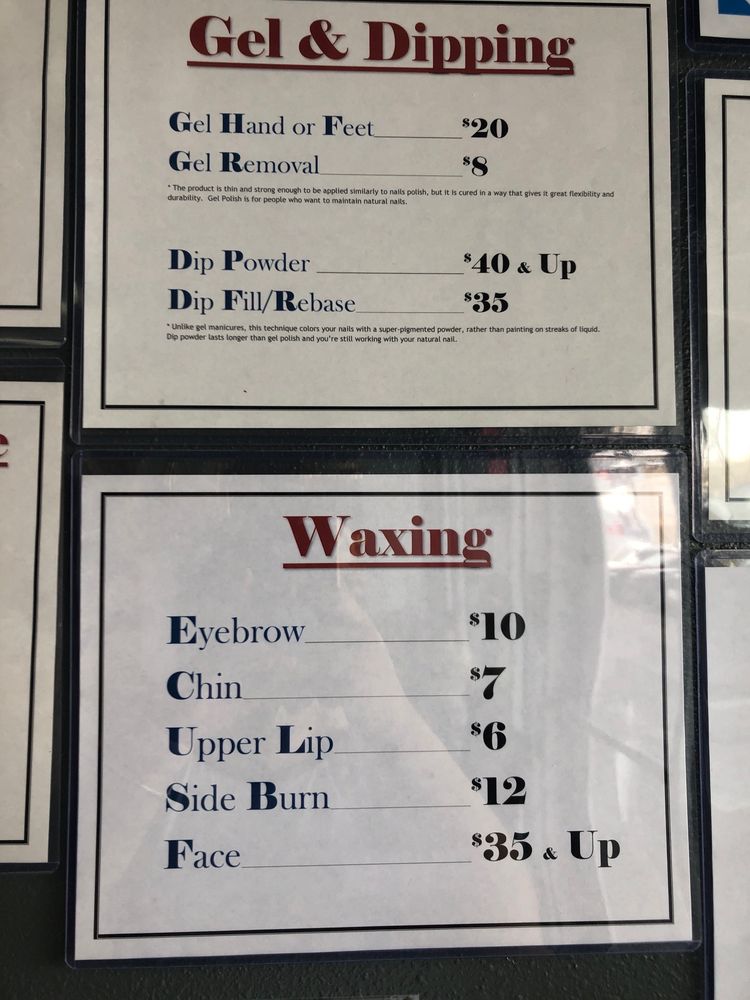 Gel & Dipping
Gel Hand or Feet $20
Gel Removal $8
* The product is thin and strong enough to be applied similarly to nails polish, but it is cured in a way that gives it great flexibility and
durability. Gel Polish is for people who want to maintain natural nails.
Dip Powder $40 & Up
Dip Fill/Rebase $35
* Unlike gel manicures, this technique colors your nails with a super-pigmented powder, rather than painting on streaks of liquid.
Dip powder lasts longer than gel polish and you're still working with your natural nail.
Waxing
Eyebrow $10
Chin $7
Upper Lip $6
Side Burn $12
Face $35 & Up